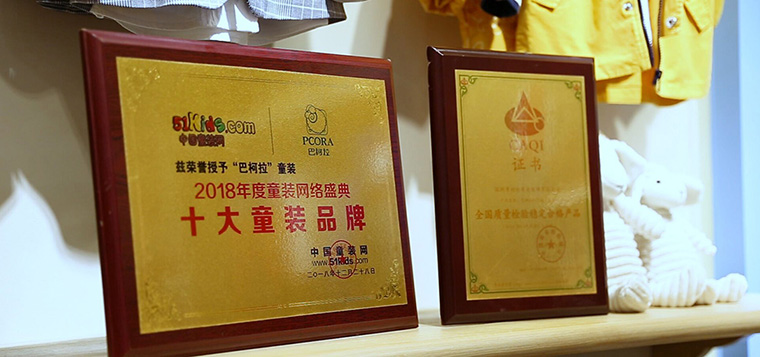 51Kids.com
中国童装网
PCORA
巴柯拉
兹荣誉授予“巴柯拉”童装
2018年度童装网络盛典
十大童装品牌
中国童装网
www.51kids.com
二〇一八年十二月二十八日
CAQI
证书
全国质量检验稳定合格产品